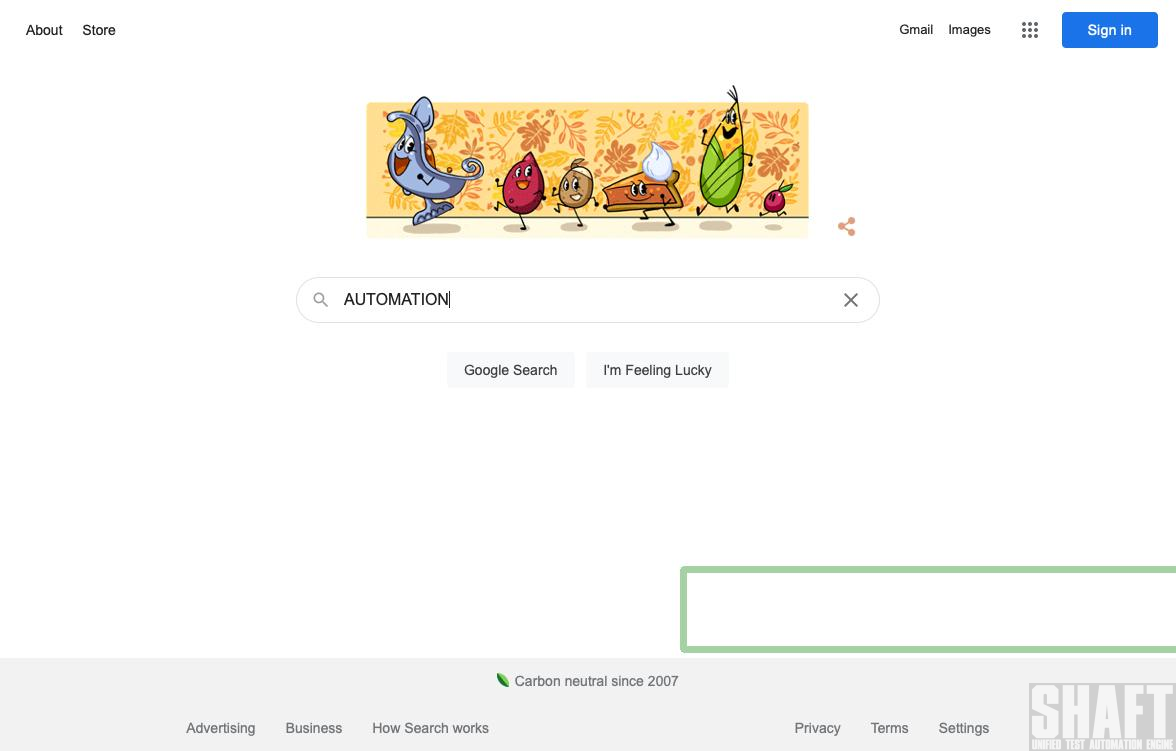 About Store
Gmail Images
Sign in
AUTOMATION
Google Search
I'm Feeling Lucky
Carbon neutral since 2007
Advertising Business How Search works
Privacy Terms Settings
SHAFT
UNIFIED TEST AUTOMATION ENGINE